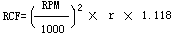 RCF=(RPM/1000)² × r × 1.118